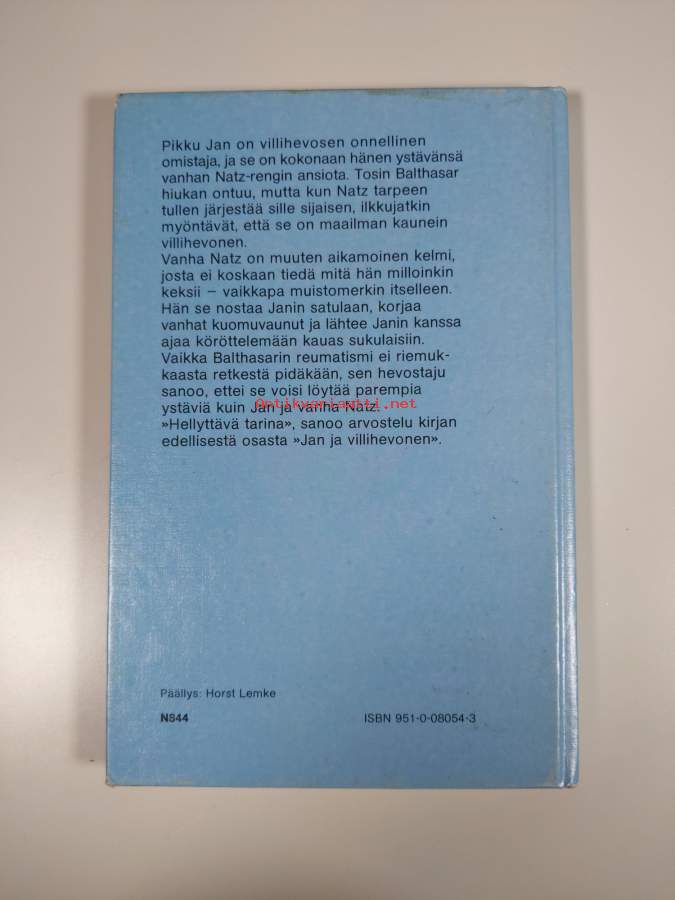 Pikku Jan on villihevosen onnellinen
omistaja, ja se on kokonaan hänen ystävänsä
vanhan Natz-rengin ansiota. Tosin Balthasar
hiukan ontuu, mutta kun Natz tarpeen
tullen järjestää sille sijaisen, ilkkujatkin
myöntävät, että se on maailman kaunein
villihevonen.
Vanha Natz on muuten aikamoinen kelmi,
josta ei koskaan tiedä mitä hän milloinkin
keksii – vaikkapa muistomerkin itselleen.
Hän se nostaa Janin satulaan, korjaa
vanhat kuomuvaunut ja lähtee Janin kanssa
ajaa köröttelemään kauas sukulaisiin.
Vaikka Balthasarin reumatismi ei riemuk-
kaasta retkestä pidäkään, sen hevostaju
sanoo, ettei se voisi löytää parempia
ystäviä kuin Jan ja vanha Natz.
Antikvariaatti.net
»Hellyttävä tarina», sanoo arvostelu kirjan
edellisestä osasta »Jan ja villihevonen».
Päällys: Horst Lemke
N844
ISBN 951-0-08054-3